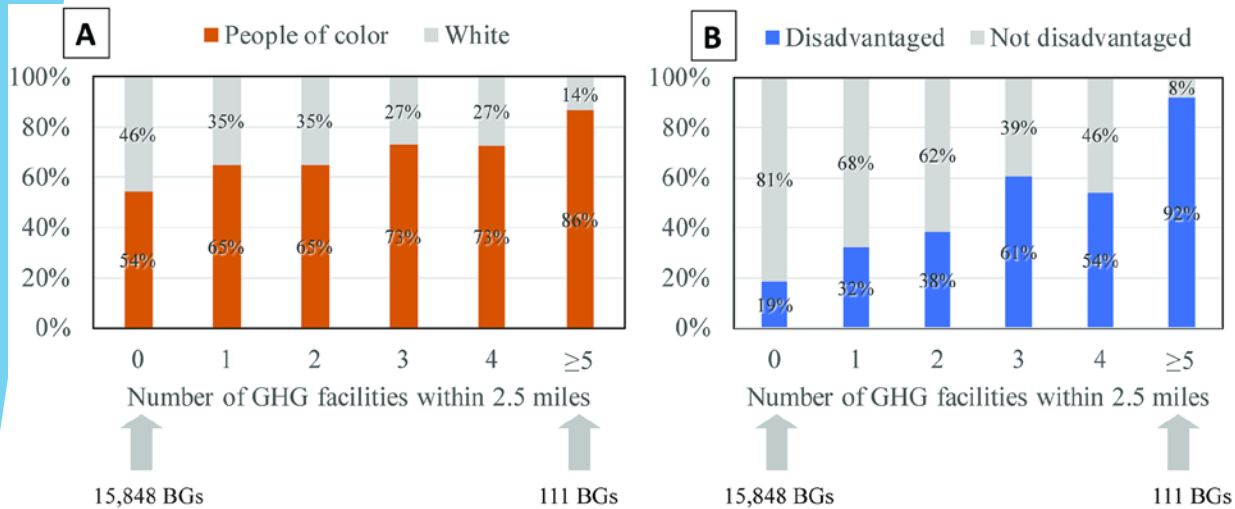 A
People of color White
100%
80%
60%
40%
20%
0%
46% 35% 35% 27% 27% 14%
54% 65% 65% 73% 73% 86%
0 1 2 3 4 ≥5
Number of GHG facilities within 2.5 miles
15,848 BGs 111 BGs
B
Disadvantaged Not disadvantaged
100%
80%
60%
40%
20%
0%
81% 68% 62% 39% 46% 8%
19% 32% 38% 61% 54% 92%
0 1 2 3 4 ≥5
Number of GHG facilities within 2.5 miles
15,848 BGs 111 BGs